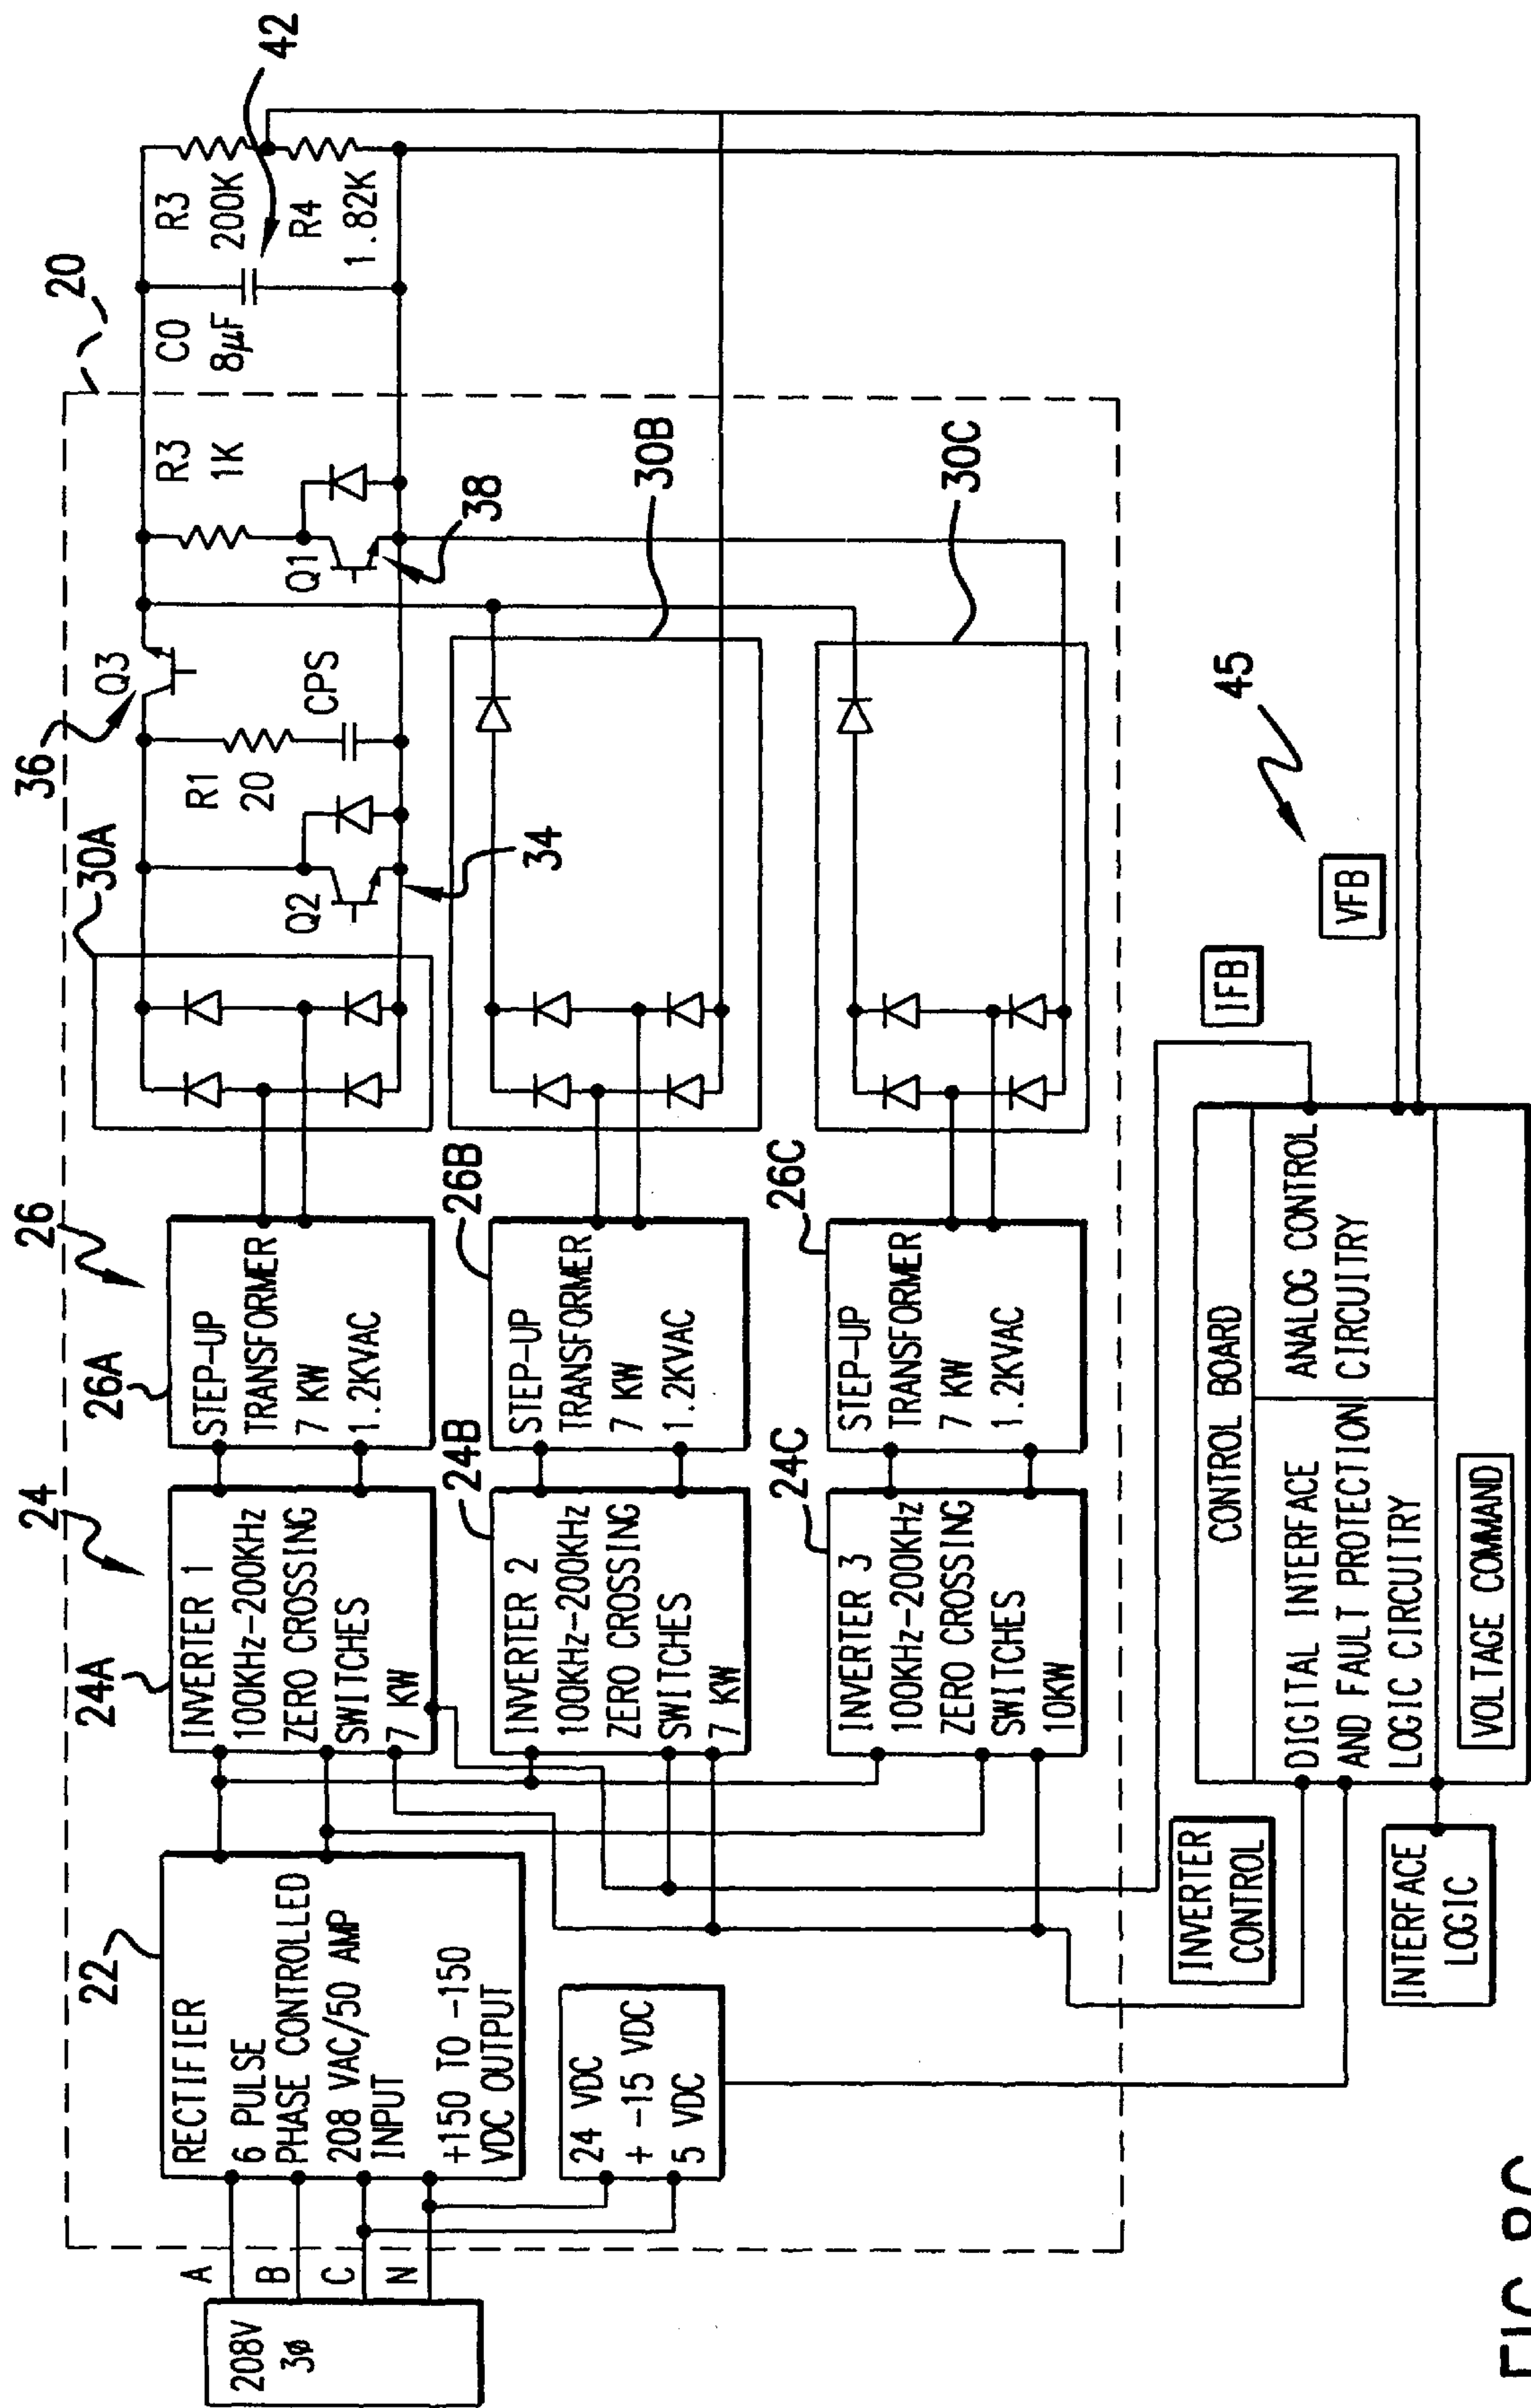 208V
3ø
A
B
C
N
22
RECTIFIER
6 PULSE
PHASE CONTROLLED
208 VAC/50 AMP
INPUT
+150 TO -150
VDC OUTPUT
24 VDC
+ -15 VDC
5 VDC
24
24A
INVERTER 1
100KHz-200KHz
ZERO CROSSING
SWITCHES
7 KW
24B
INVERTER 2
100KHz-200KHz
ZERO CROSSING
SWITCHES
7 KW
24C
INVERTER 3
100KHz-200KHz
ZERO CROSSING
SWITCHES
10KW
26
26A
STEP-UP
TRANSFORMER
7 KW
1.2KVAC
26B
STEP-UP
TRANSFORMER
7 KW
1.2KVAC
26C
STEP-UP
TRANSFORMER
7 KW
1.2KVAC
30A
30B
30C
Q2
34
R1
20
CPS
36
Q3
Q1
38
R3
1K
20
CO
8µF
R3
200K
R4
1.82K
42
45
INVERTER
CONTROL
INTERFACE
LOGIC
CONTROL BOARD
DIGITAL INTERFACE
AND FAULT PROTECTION
LOGIC CIRCUITRY
ANALOG CONTROL
CIRCUITRY
VOLTAGE COMMAND
IFB
VFB